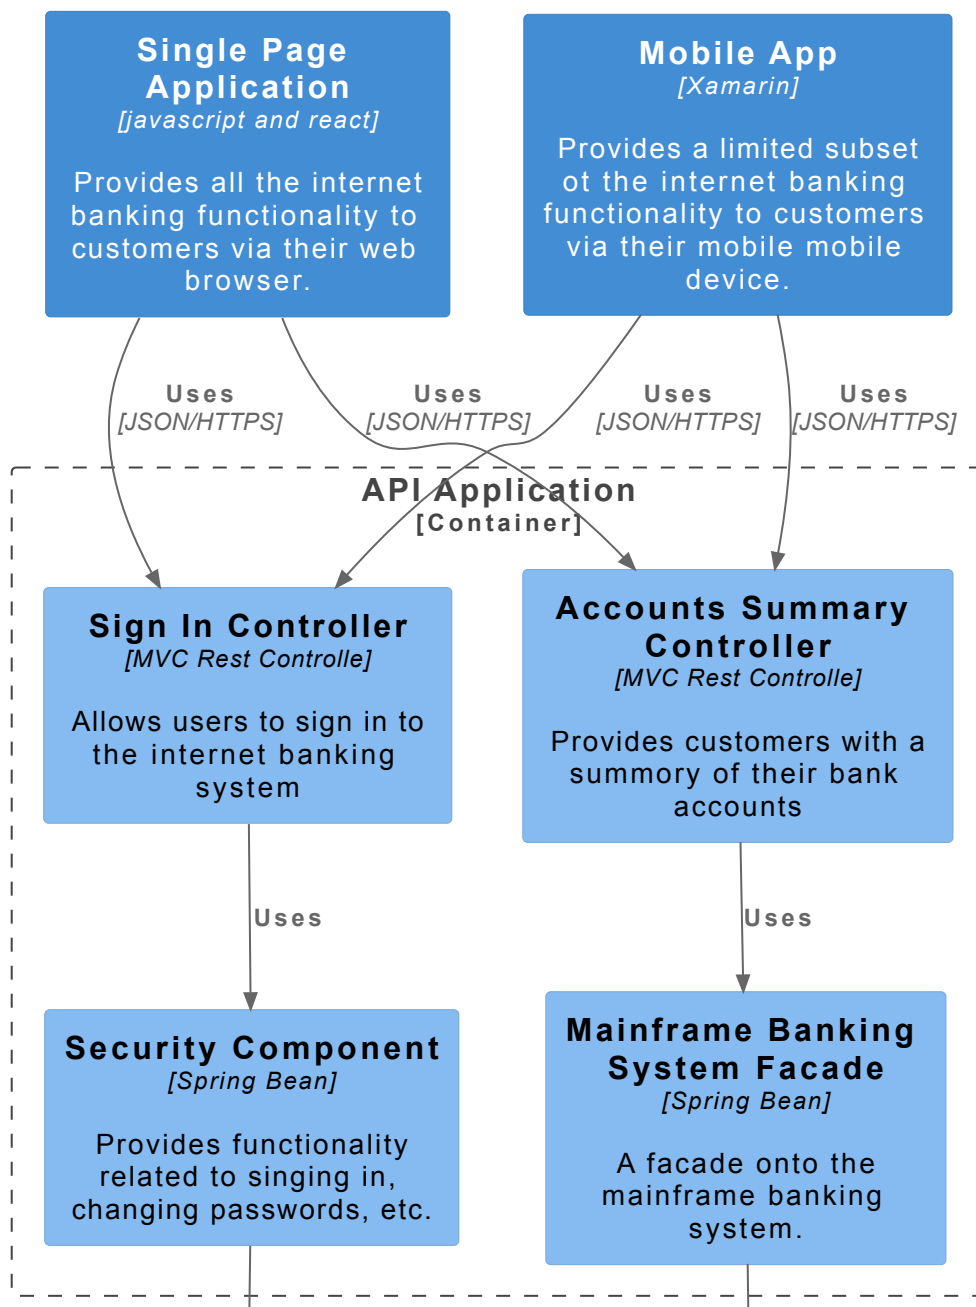 Single Page
Application
[javascript and react]
Provides all the internet
banking functionality to
customers via their web
browser.
Mobile App
[Xamarin]
Provides a limited subset
ot the internet banking
functionality to customers
via their mobile mobile
device.
Uses
[JSON/HTTPS]
Uses
[JSON/HTTPS]
Uses
[JSON/HTTPS]
Uses
[JSON/HTTPS]
API Application
[Container]
Sign In Controller
[MVC Rest Controlle]
Allows users to sign in to
the internet banking
system
Accounts Summary
Controller
[MVC Rest Controlle]
Provides customers with a
summory of their bank
accounts
Uses
Uses
Security Component
[Spring Bean]
Provides functionality
related to singing in,
changing passwords, etc.
Mainframe Banking
System Facade
[Spring Bean]
A facade onto the
mainframe banking
system.